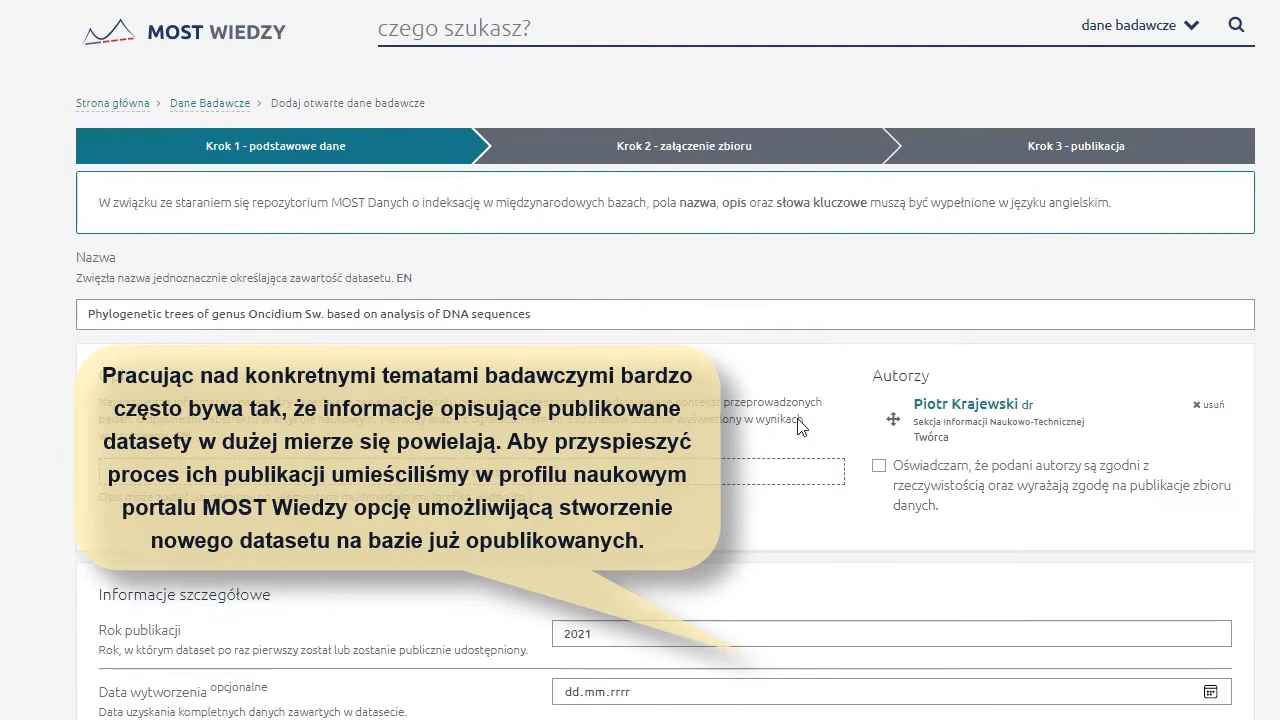 MOST WIEDZY
czego szukasz?
dane badawcze
Strona główna > Dane Badawcze > Dodaj otwarte dane badawcze
Krok 1 - podstawowe dane
Krok 2 - załączenie zbioru
Krok 3 - publikacja
W związku ze staraniem się repozytorium MOST Danych o indeksację w międzynarodowych bazach, pola nazwa, opis oraz słowa kluczowe muszą być wypełnione w języku angielskim.
Nazwa
Zwięzła nazwa jednoznacznie określająca zawartość datasetu. EN
Phylogenetic trees of genus Oncidium Sw. based on analysis of DNA sequences
Pracując nad konkretnymi tematami badawczymi bardzo
często bywa tak, że informacje opisujące publikowane
datasety w dużej mierze się powielają. Aby przyspieszyć
proces ich publikacji umieściliśmy w profilu naukowym
portalu MOST Wiedzy opcję umożliwijącą stworzenie
nowego datasetu na bazie już opublikowanych.
przeprowadzonych
wyświetlony w wynikach
Autorzy
Piotr Krajewski dr
usuń
Sekcja Informacji Naukowo-Technicznej
Twórca
Oświadczam, że podani autorzy są zgodni z
rzeczywistością oraz wyrażają zgodę na publikacje zbioru
danych.
Informacje szczegółowe
Rok publikacji
Rok, w którym dataset po raz pierwszy został lub zostanie publicznie udostępniony.
2021
Data wytworzenia opcjonalne
Data uzyskania kompletnych danych zawartych w datasecie.
dd.mm.rrrr